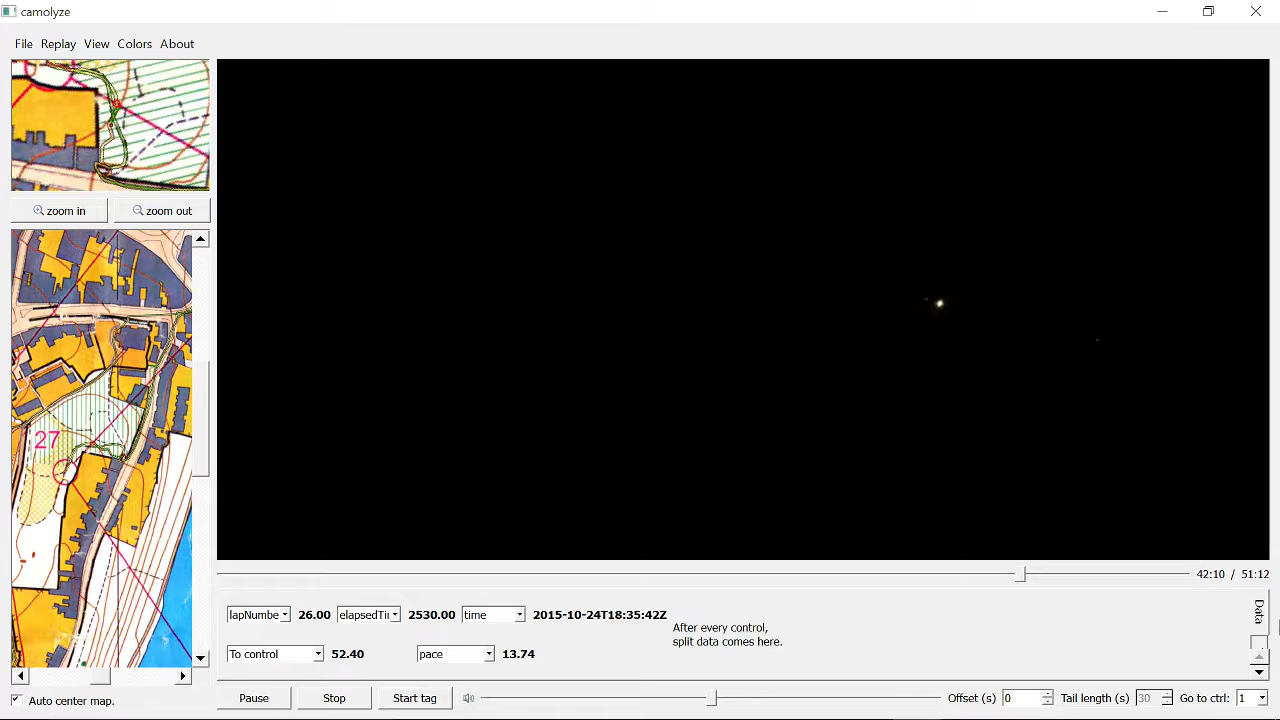 camolyze
File Replay View Colors About
zoom in zoom out
27
42:10 / 51:12
lapNumbe 26.00 elapsedTii 2530.00 time 2015-10-24T18:35:42Z
After every control,
split data comes here.
To control 52.40 pace 13.74
Data
Auto center map.
Pause Stop Start tag Offset (s) 0 Tail length (s) 30 Go to ctrl: 1